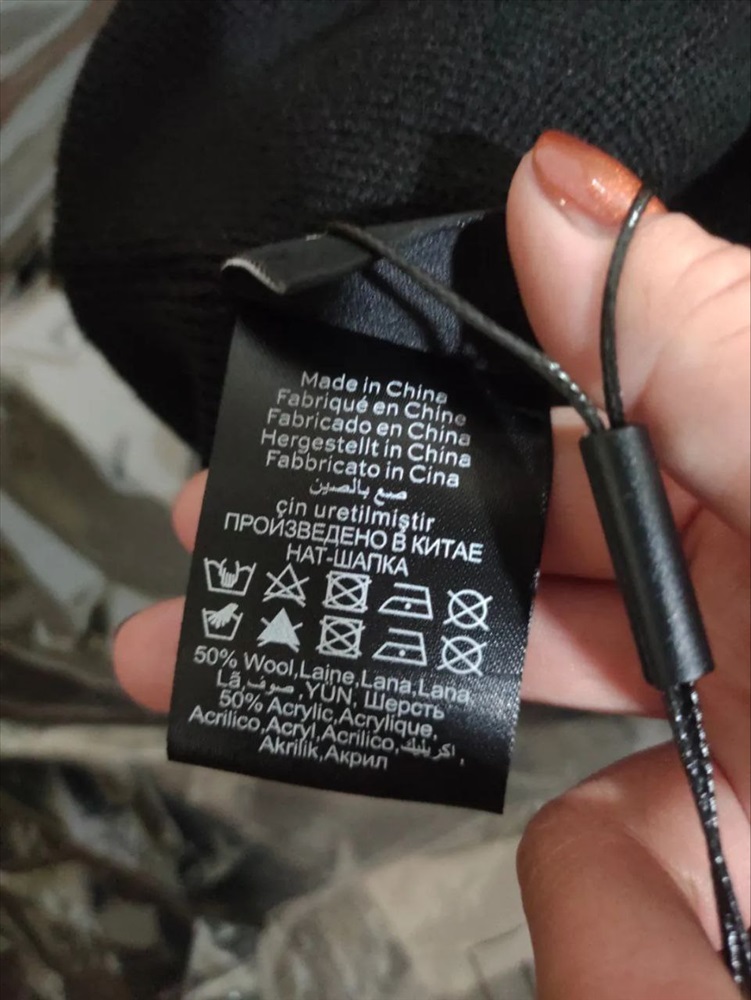 Made in China
Fabriqué en Chine
Fabricado en China
Hergestellt in China
Fabbricato in Cina
صنع بالصين
çin uretilmiştir
ПРОИЗВЕДЕНО В КИТАЕ
НАТ-ШАПКА
50% Wool,Laine,Lana,Lana,
Lã صوف,YÜN, Шерсть
50% Acrylic,Acrylique,
Acrilico,Acryl,Acrilico,اكريليك,
Akrilik,Акрил